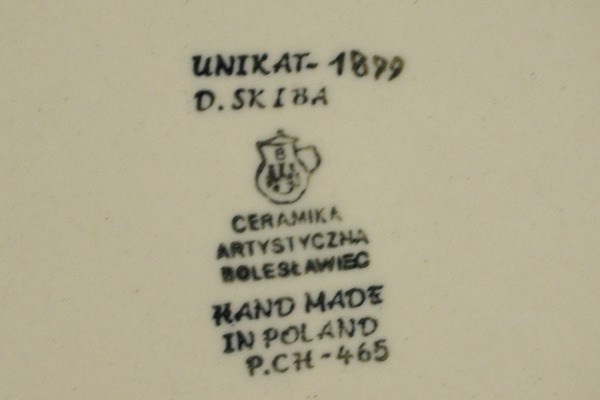 UNIKAT-1899
D.SKIBA
B
CERAMIKA
ARTYSTYCZNA
BOLESŁAWIEC
HAND MADE
IN POLAND
P.CH-465